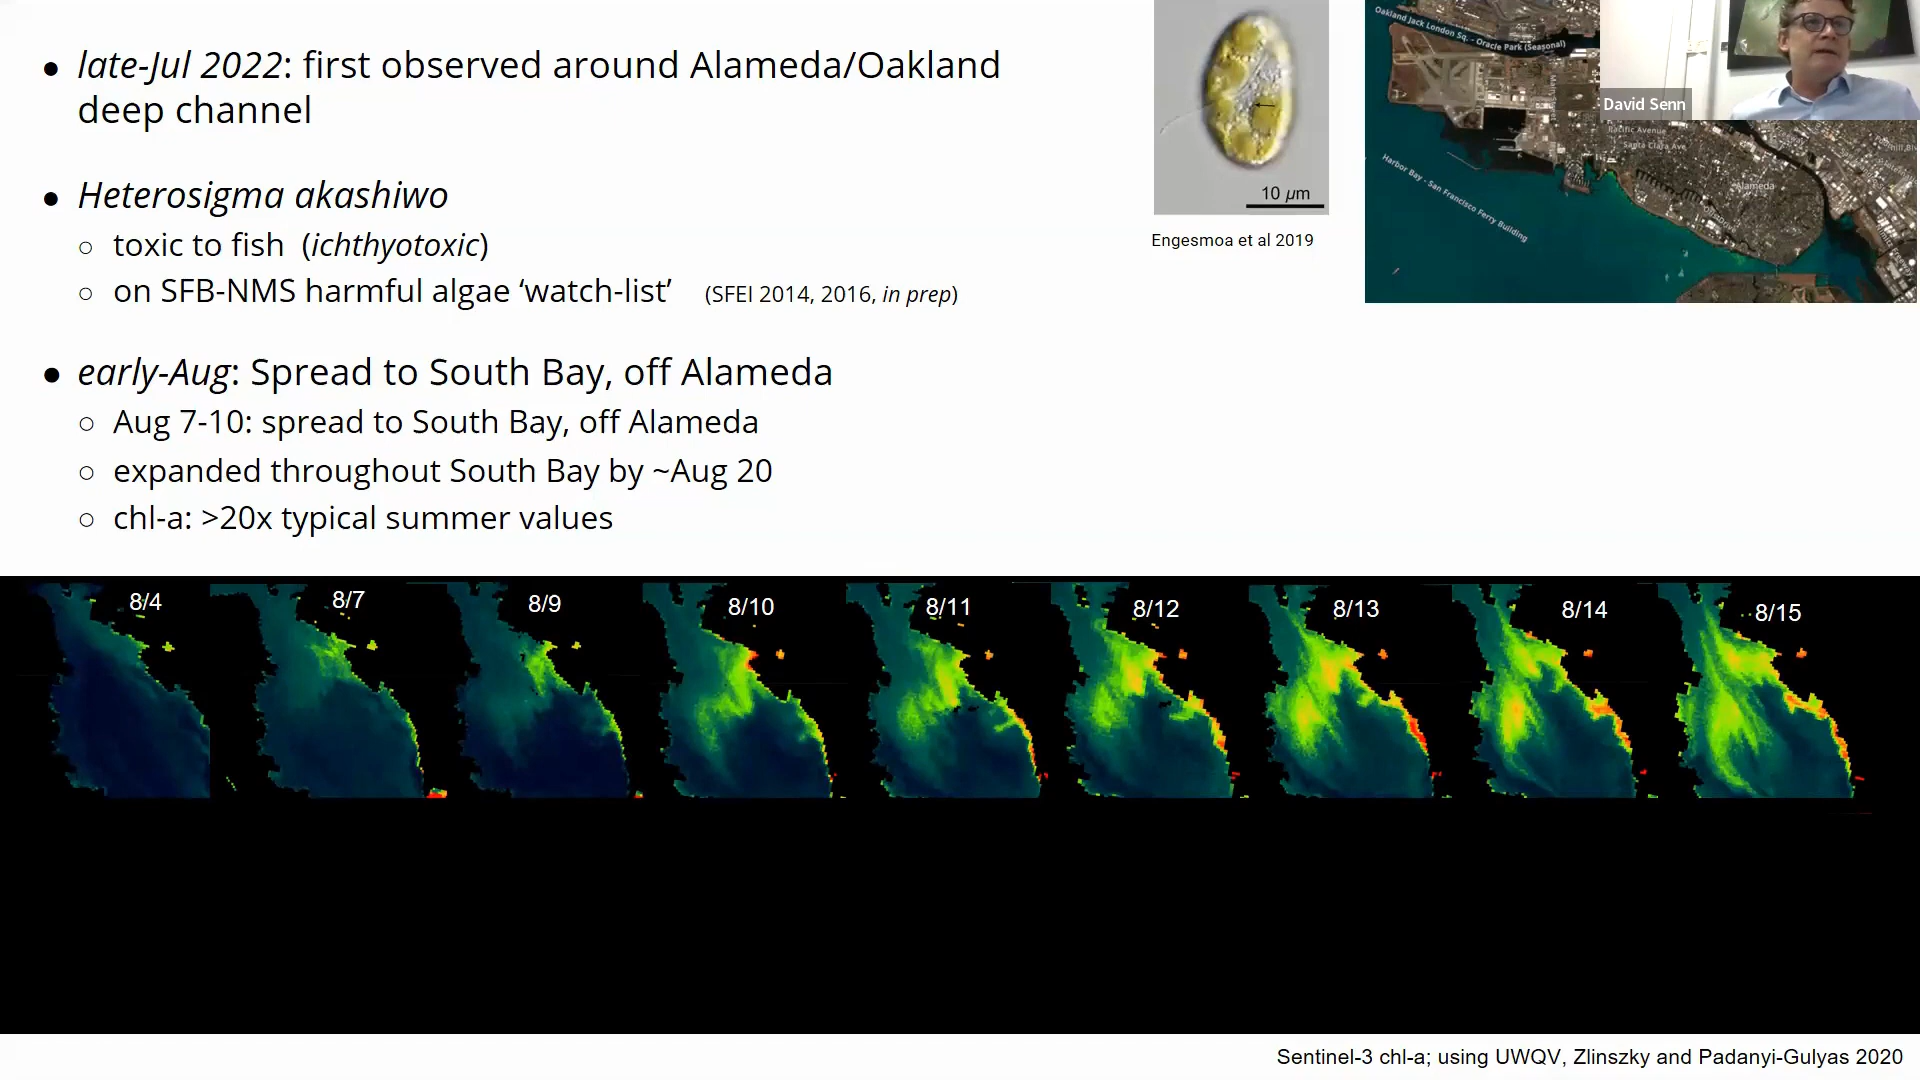 ● late-Jul 2022: first observed around Alameda/Oakland
deep channel
● Heterosigma akashiwo
○ toxic to fish (ichthyotoxic)
○ on SFB-NMS harmful algae ‘watch-list’ (SFEI 2014, 2016, in prep)
● early-Aug: Spread to South Bay, off Alameda
○ Aug 7-10: spread to South Bay, off Alameda
○ expanded throughout South Bay by ~Aug 20
○ chl-a: >20x typical summer values
10 µm
Engesmoa et al 2019
Oakland Jack London Sq. - Oracle Park (Seasonal)
David Senn
Pacific Avenue
Santa Clara Ave
Harbor Bay - San Francisco Ferry Building
Alameda
8/4
8/7
8/9
8/10
8/11
8/12
8/13
8/14
8/15
Sentinel-3 chl-a; using UWQV, Zlinszky and Padanyi-Gulyas 2020